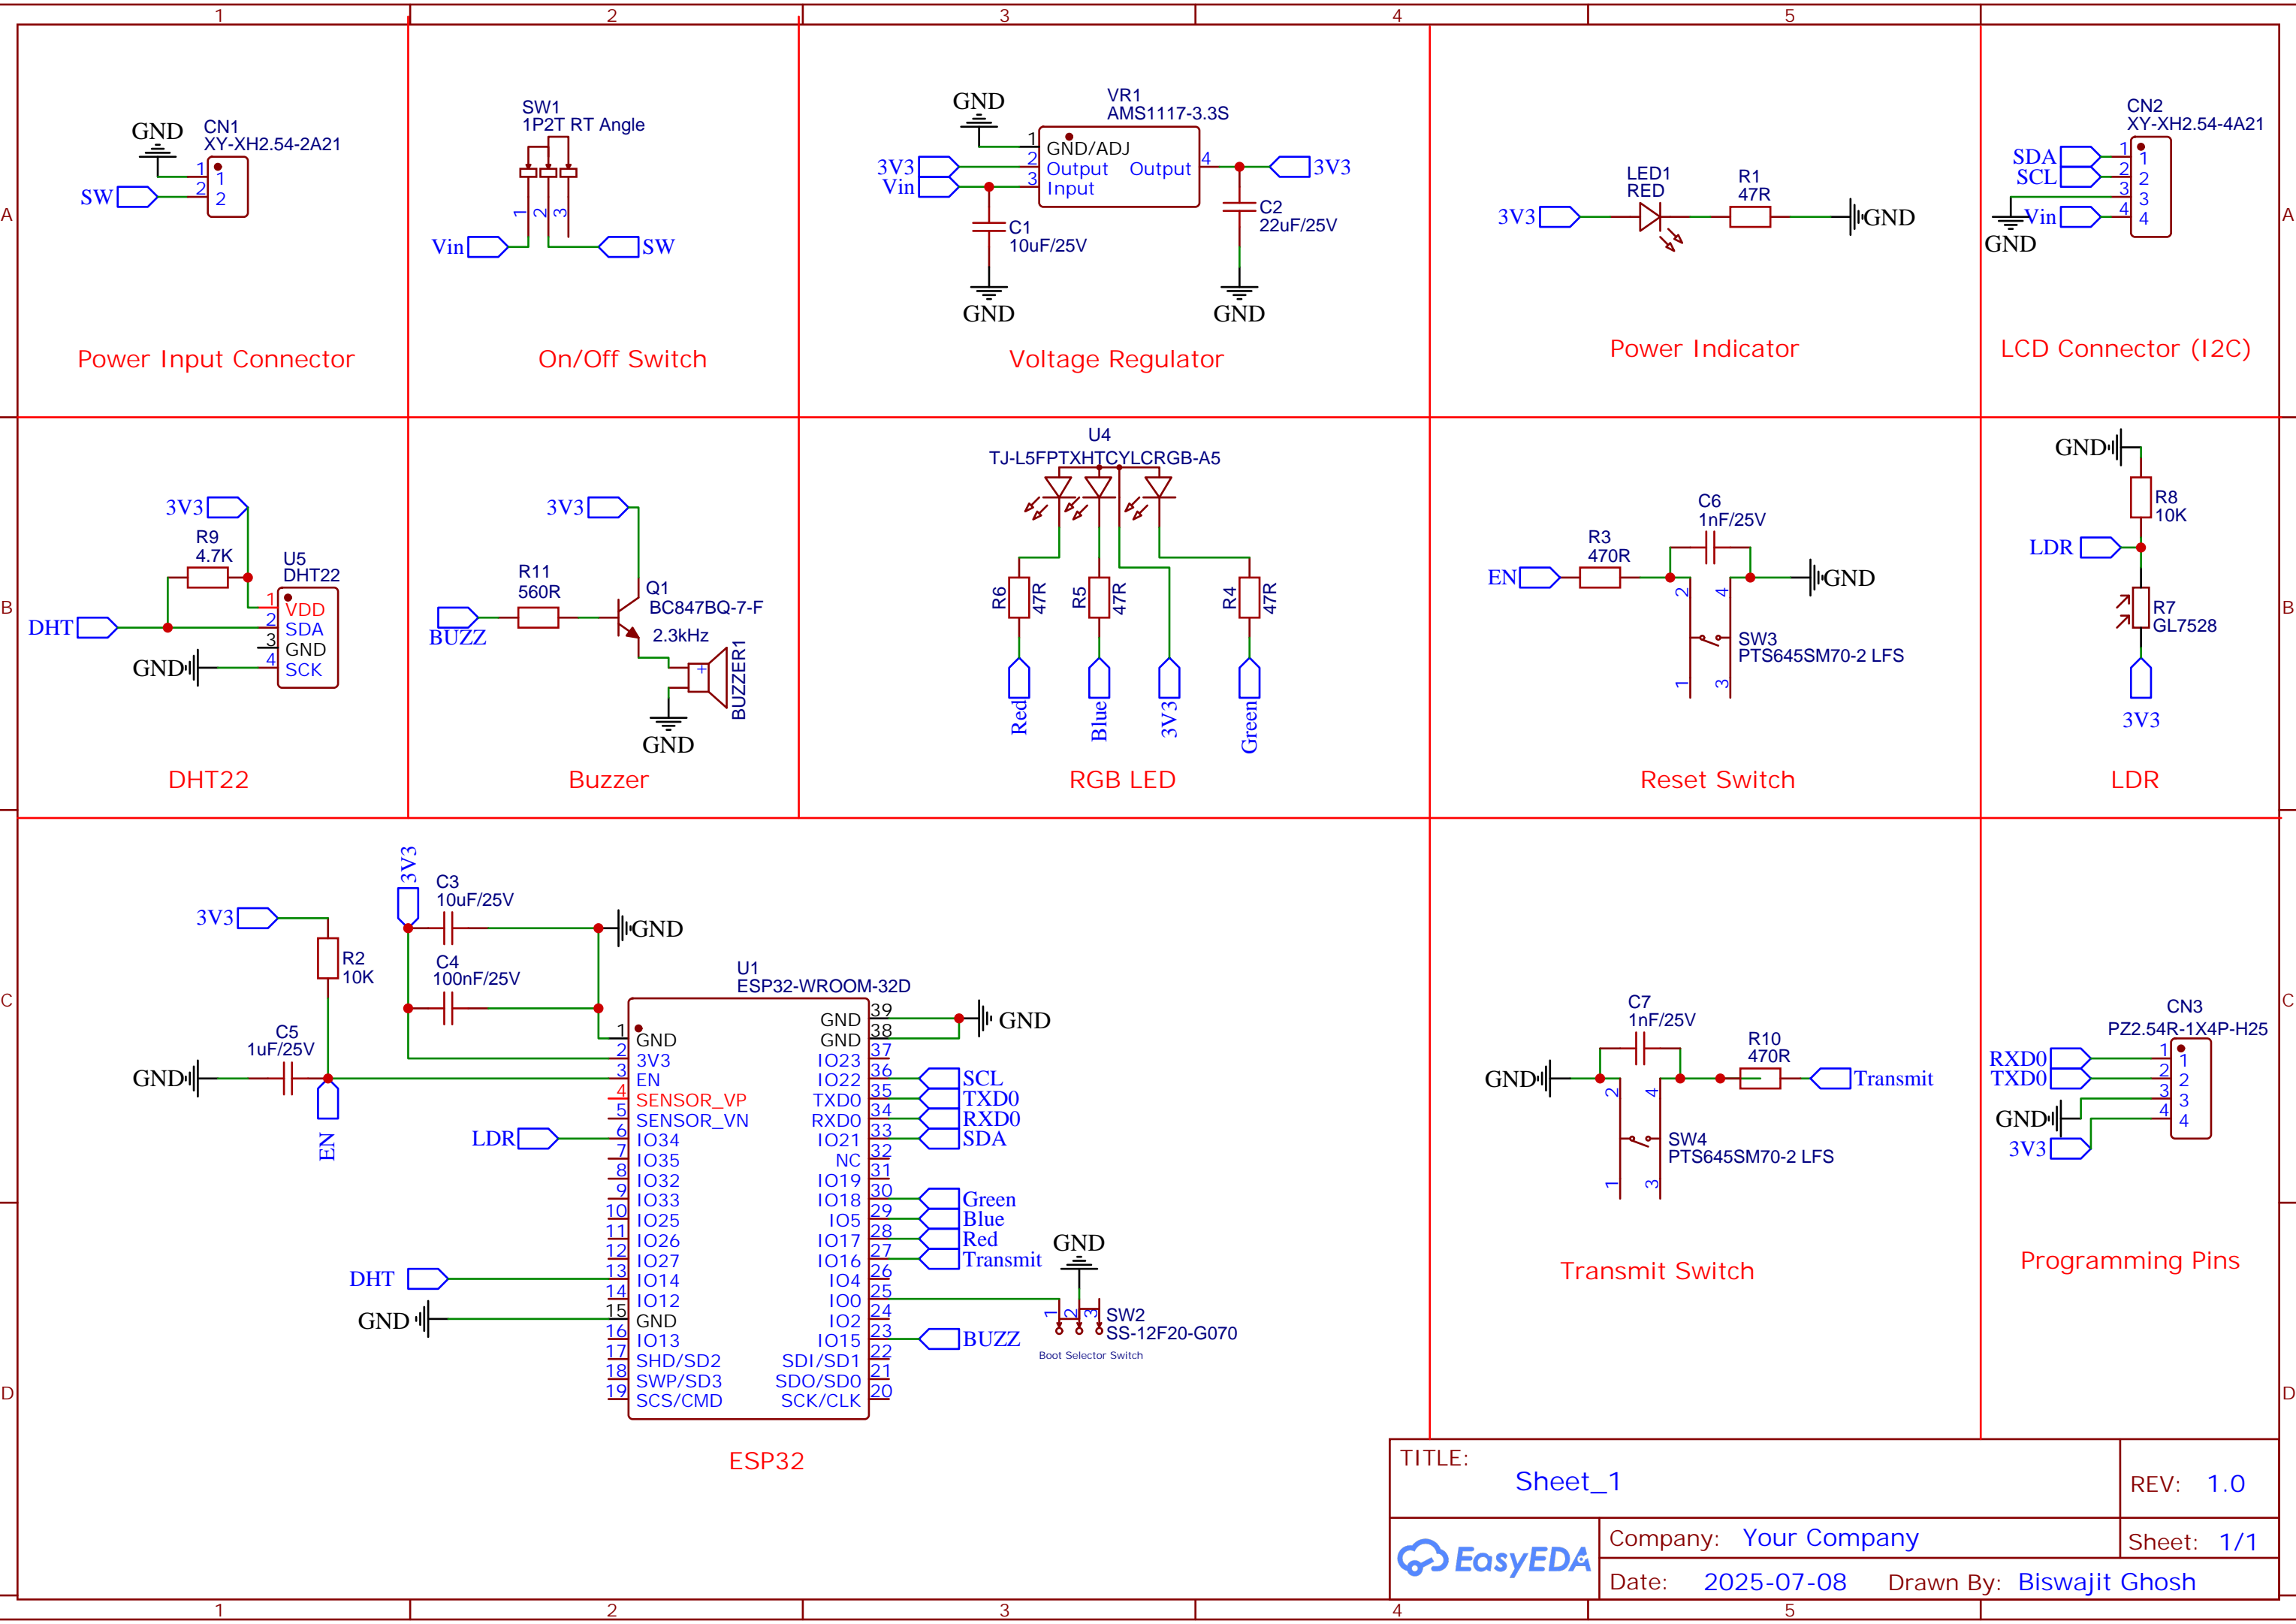 1 2 3 4 5
A
GND
CN1
XY-XH2.54-2A21
1 1
SW 2 2
Power Input Connector
SW1
1P2T RT Angle
1 2 3
Vin SW
On/Off Switch
GND
VR1
AMS1117-3.3S
1 GND/ADJ
3V3 2 Output Output 4 3V3
Vin 3 Input
C1
10uF/25V
C2
22uF/25V
GND GND
Voltage Regulator
LED1
RED
R1
47R
3V3 GND
Power Indicator
CN2
XY-XH2.54-4A21
SDA 1 1
SCL 2 2
3 3
Vin 4 4
GND
LCD Connector (I2C)
A
B
3V3
R9
4.7K
U5
DHT22
1 VDD
DHT 2 SDA
3 GND
GND 4 SCK
DHT22
3V3
R11
560R
Q1
BC847BQ-7-F
BUZZ
2.3kHz
+
BUZZER1
GND
Buzzer
U4
TJ-L5FPTXHTCYLCRGB-A5
R6
47R
R5
47R
R4
47R
Red Blue 3V3 Green
RGB LED
C6
1nF/25V
R3
470R
EN GND
2 4
SW3
PTS645SM70-2 LFS
1 3
Reset Switch
GND
R8
10K
LDR
R7
GL7528
3V3
LDR
B
C
3V3
C3
10uF/25V
3V3 GND
R2
10K
C4
100nF/25V
U1
ESP32-WROOM-32D
C5
1uF/25V
GND
EN
1 GND
2 3V3
3 EN
4 SENSOR_VP
5 SENSOR_VN
LDR 6 IO34
7 IO35
8 IO32
9 IO33
10 IO25
11 IO26
12 IO27
DHT 13 IO14
14 IO12
GND 15 GND
16 IO13
17 SHD/SD2
18 SWP/SD3
19 SCS/CMD
GND 39 GND
GND 38
IO23 37
IO22 36 SCL
TXD0 35 TXD0
RXD0 34 RXD0
IO21 33 SDA
NC 32
IO19 31
IO18 30 Green
IO5 29 Blue
IO17 28 Red
IO16 27 Transmit
IO4 26
IO0 25
IO2 24
IO15 23 BUZZ
SDI/SD1 22
SDO/SD0 21
SCK/CLK 20
GND
1 2 3
SW2
SS-12F20-G070
Boot Selector Switch
ESP32
C7
1nF/25V
R10
470R
GND Transmit
2 4
SW4
PTS645SM70-2 LFS
1 3
Transmit Switch
CN3
PZ2.54R-1X4P-H25
RXD0 1 1
TXD0 2 2
GND 3 3
4 4
3V3
Programming Pins
C
D
D
TITLE:
Sheet_1
REV: 1.0
EasyEDA
Company: Your Company
Sheet: 1/1
Date: 2025-07-08 Drawn By: Biswajit Ghosh
1 2 3 4 5